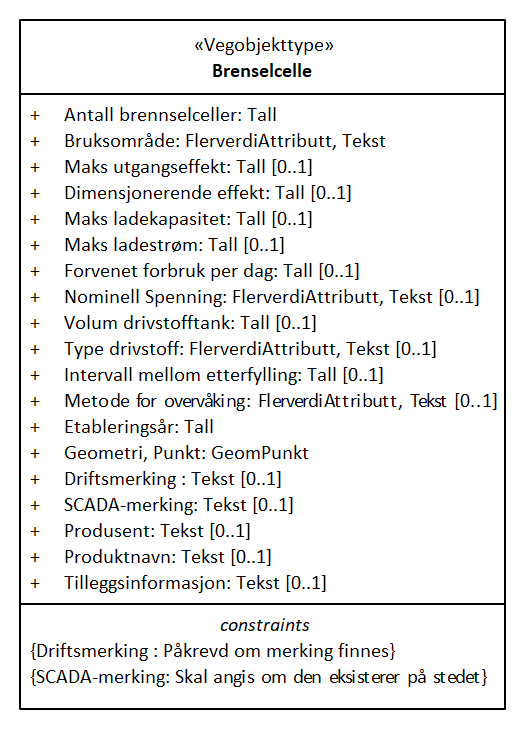 «Vegobjekttype»
Brenselcelle
+ Antall brennselceller: Tall
+ Bruksområde: FlerverdiAttributt, Tekst
+ Maks utgangseffekt: Tall [0..1]
+ Dimensjonerende effekt: Tall [0..1]
+ Maks ladekapasitet: Tall [0..1]
+ Maks ladestrøm: Tall [0..1]
+ Forvenet forbruk per dag: Tall [0..1]
+ Nominell Spenning: FlerverdiAttributt, Tekst [0..1]
+ Volum drivstofftank: Tall [0..1]
+ Type drivstoff: FlerverdiAttributt, Tekst [0..1]
+ Intervall mellom etterfylling: Tall [0..1]
+ Metode for overvåking: FlerverdiAttributt, Tekst [0..1]
+ Etableringsår: Tall
+ Geometri, Punkt: GeomPunkt
+ Driftsmerking : Tekst [0..1]
+ SCADA-merking: Tekst [0..1]
+ Produsent: Tekst [0..1]
+ Produktnavn: Tekst [0..1]
+ Tilleggsinformasjon: Tekst [0..1]
constraints
{Driftsmerking : Påkrevd om merking finnes}
{SCADA-merking: Skal angis om den eksisterer på stedet}